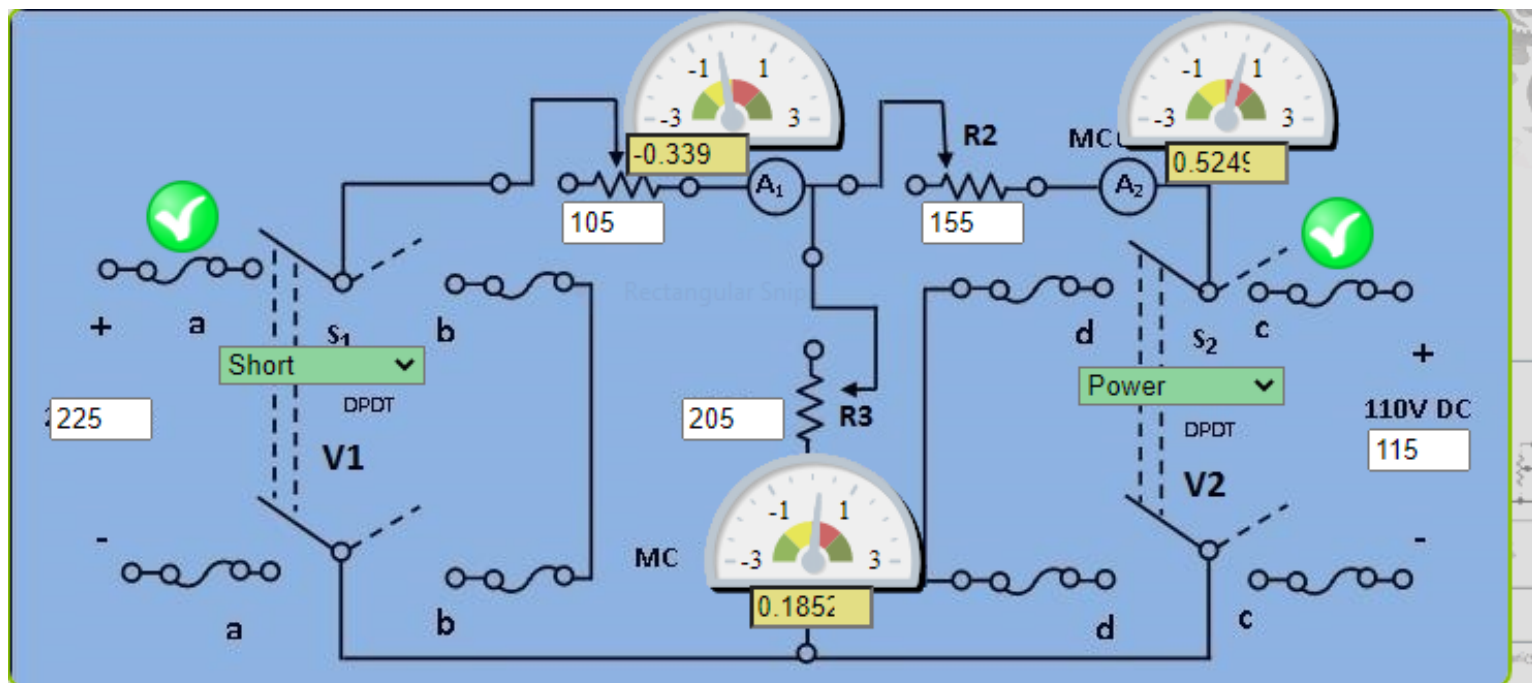 -1 1
-3 3
-1 1
-3 3
R2
MC
-0.339
0.5249
A1
A2
105
155
Rectangular Snip
+
a
S1
b
d
S2
c
+
Short
Power
225
DPDT
205
R3
110V DC
DPDT
115
V1
V2
-1 1
-3 3
-
MC
-
0.1852
a
b
d
c